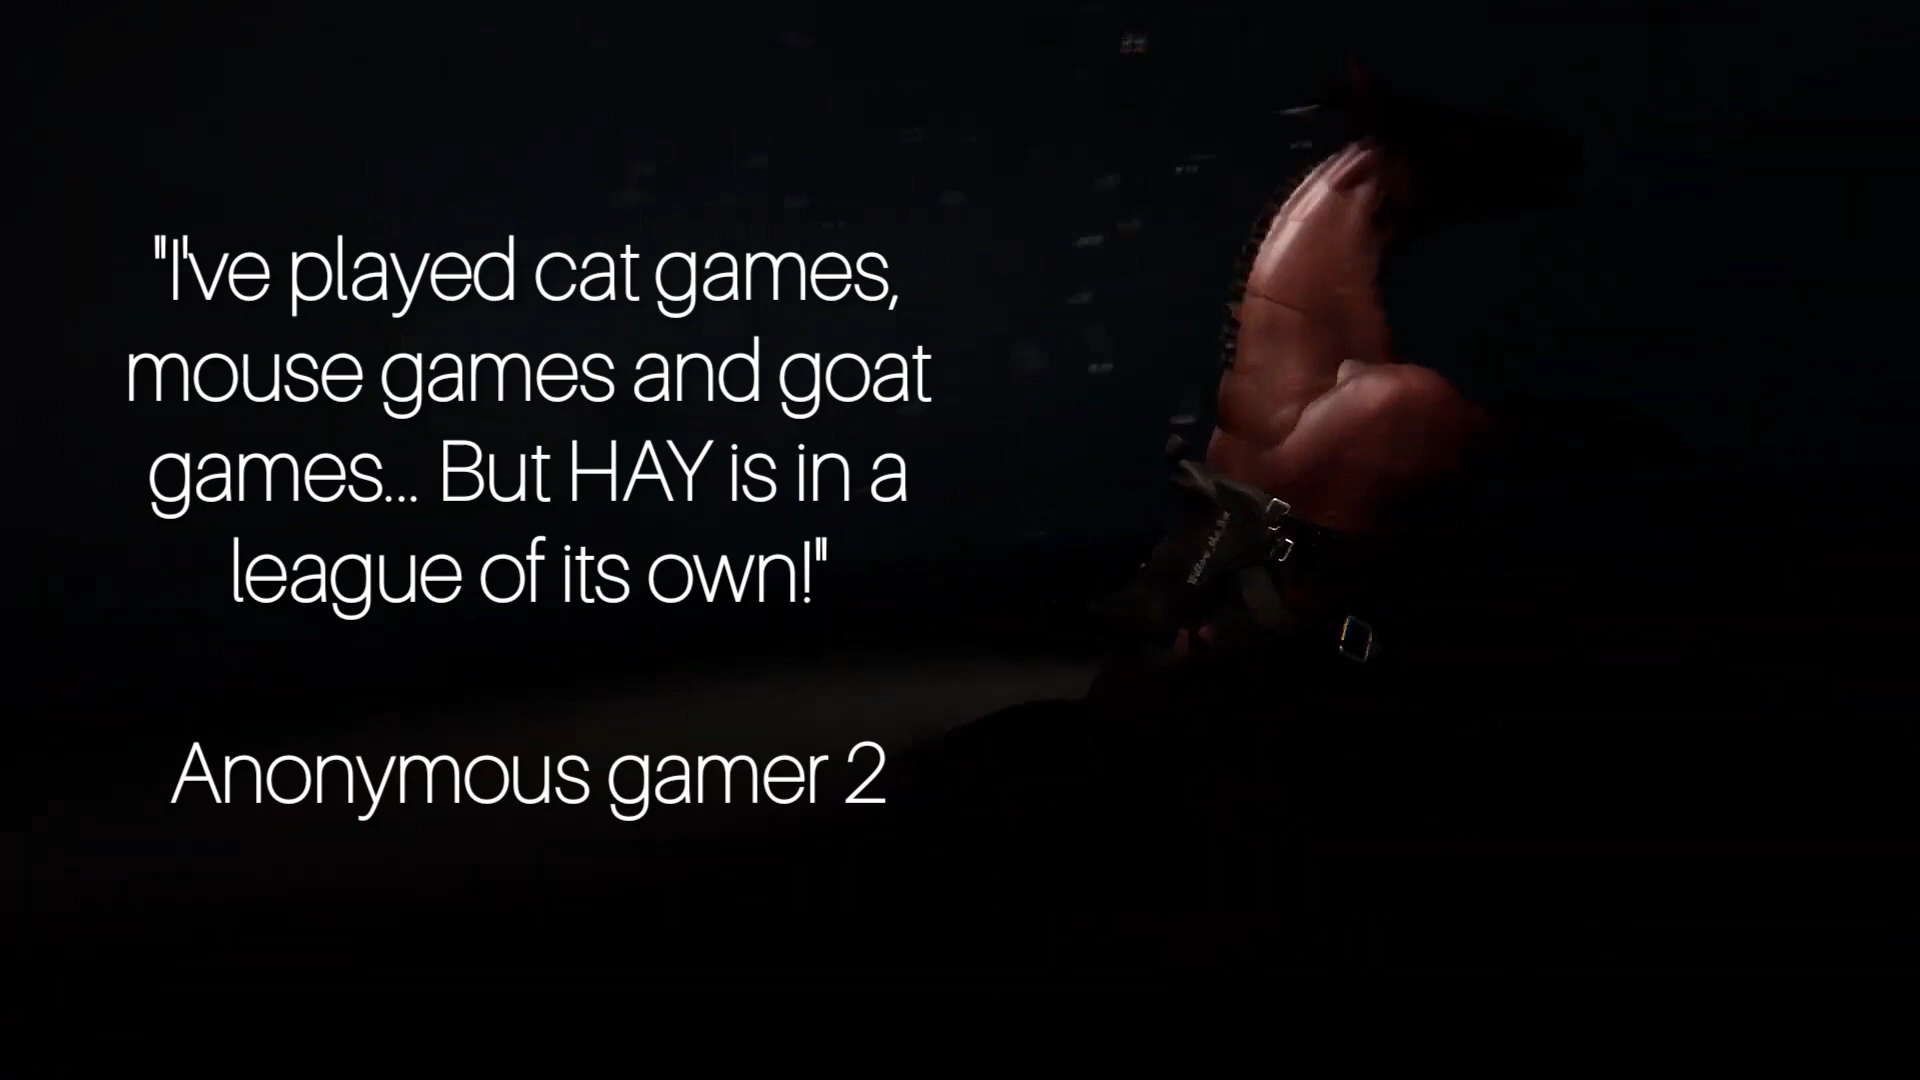 "I've played cat games,
mouse games and goat
games... But HAY is in a
league of its own!"
Anonymous gamer 2